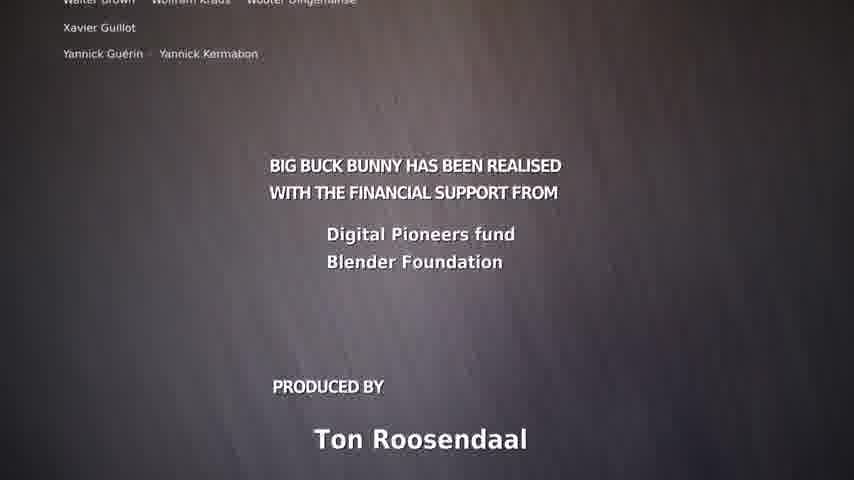 Xavier Guillot
Yannick Guérin Yannick Kermabon
BIG BUCK BUNNY HAS BEEN REALISED
WITH THE FINANCIAL SUPPORT FROM
Digital Pioneers fund
Blender Foundation
PRODUCED BY
Ton Roosendaal